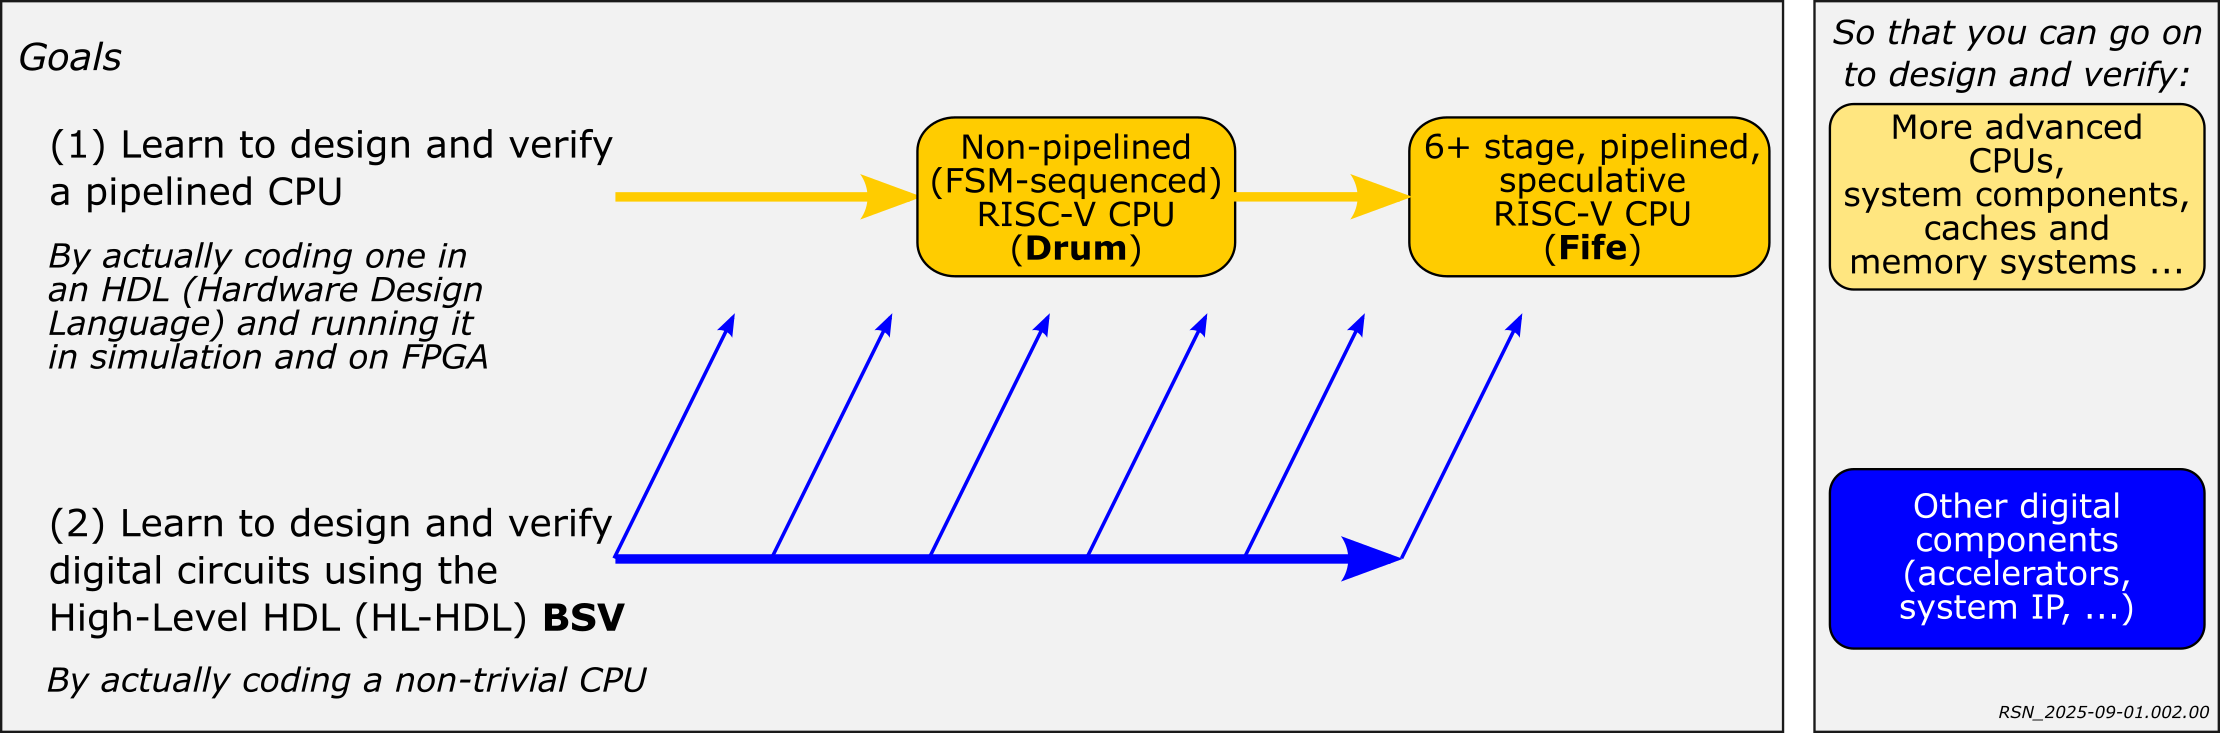 Goals
(1) Learn to design and verify
a pipelined CPU
By actually coding one in
an HDL (Hardware Design
Language) and running it
in simulation and on FPGA
Non-pipelined
(FSM-sequenced)
RISC-V CPU
(Drum)
6+ stage, pipelined,
speculative
RISC-V CPU
(Fife)
(2) Learn to design and verify
digital circuits using the
High-Level HDL (HL-HDL) BSV
By actually coding a non-trivial CPU
So that you can go on
to design and verify:
More advanced
CPUs,
system components,
caches and
memory systems ...
Other digital
components
(accelerators,
system IP, ...)
RSN_2025-09-01.002.00